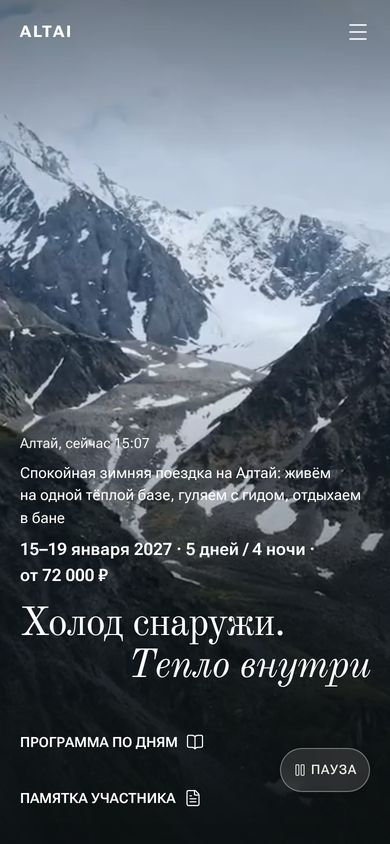 ALTAI
Алтай, сейчас 15:07
Спокойная зимняя поездка на Алтай: живём
на одной тёплой базе, гуляем с гидом, отдыхаем
в бане
15–19 января 2027 · 5 дней / 4 ночи ·
от 72 000 ₽
Холод снаружи.
Тепло внутри
ПРОГРАММА ПО ДНЯМ
ПАУЗА
ПАМЯТКА УЧАСТНИКА